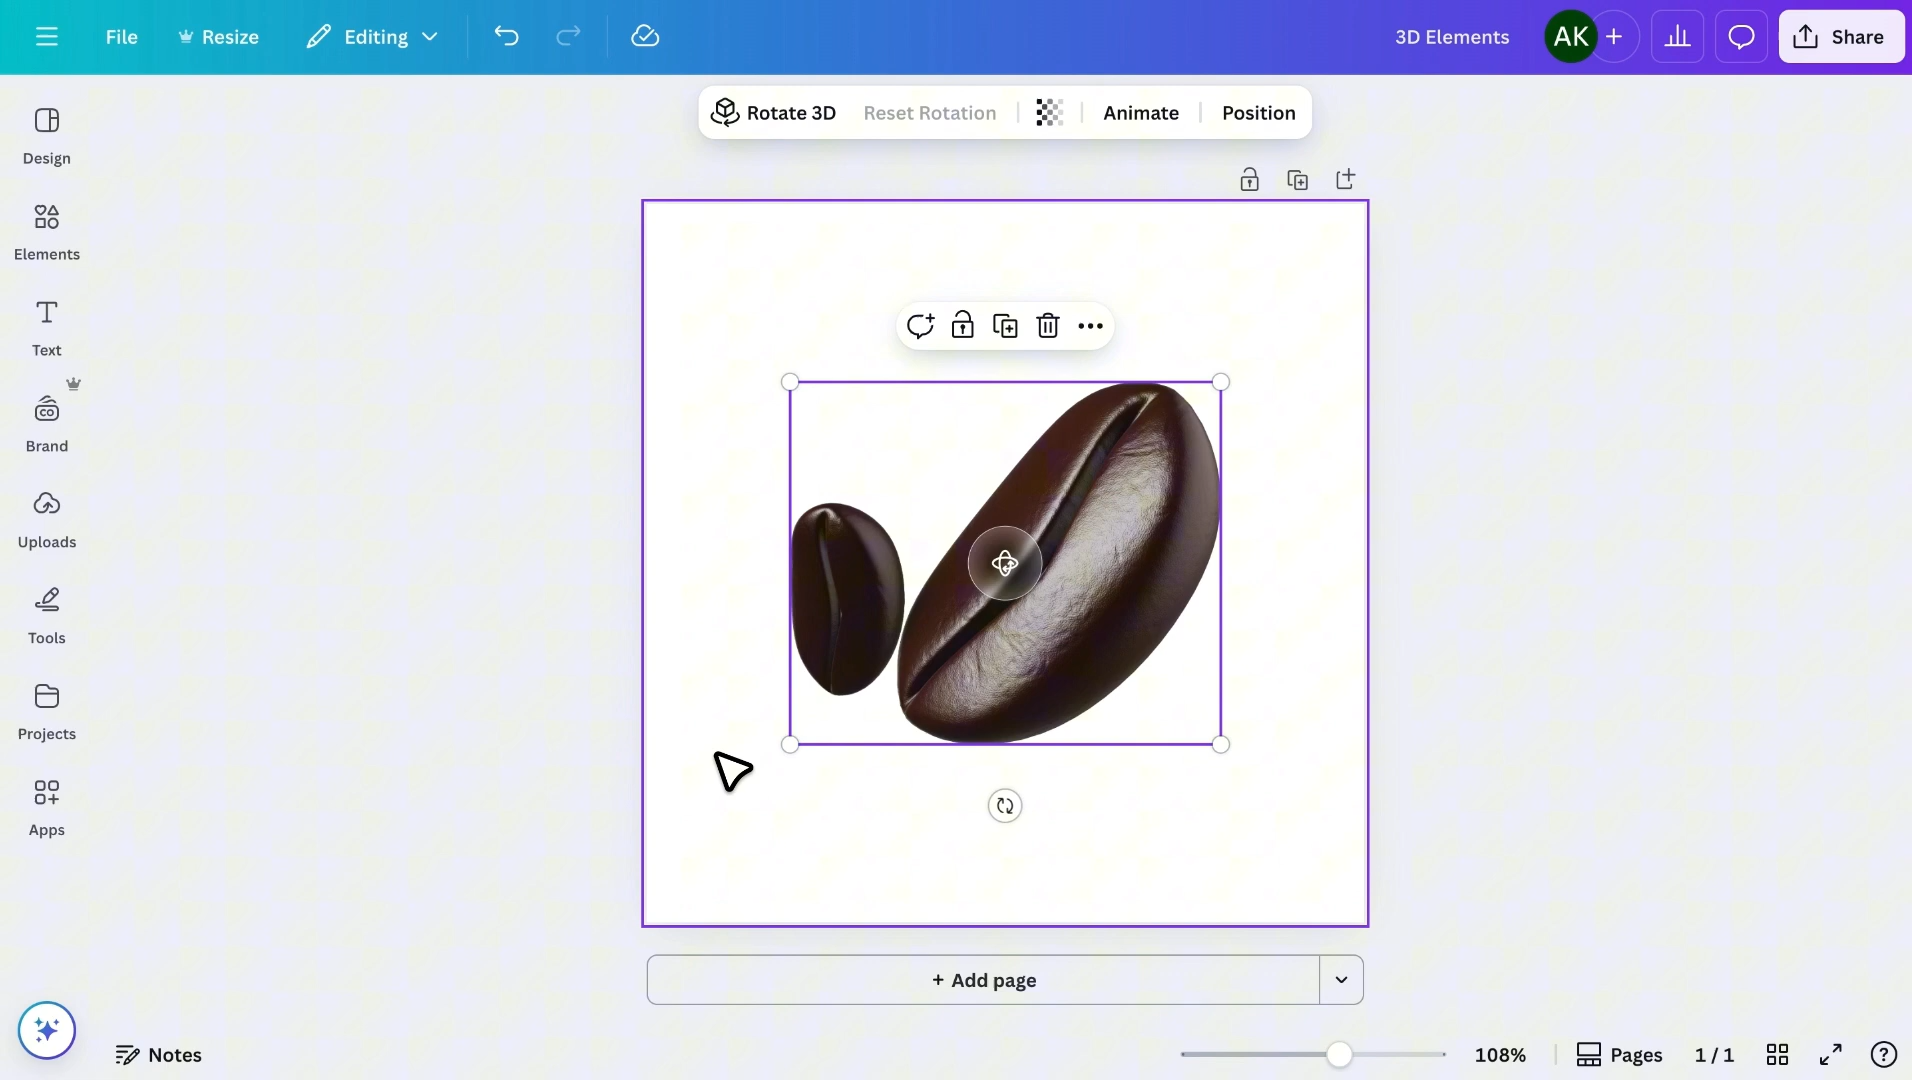 File
Resize
Editing
3D Elements
AK
Share
Rotate 3D
Reset Rotation
Animate
Position
Design
Elements
Text
CO
Brand
Uploads
Tools
Projects
Apps
+ Add page
Notes
108%
Pages
1 / 1